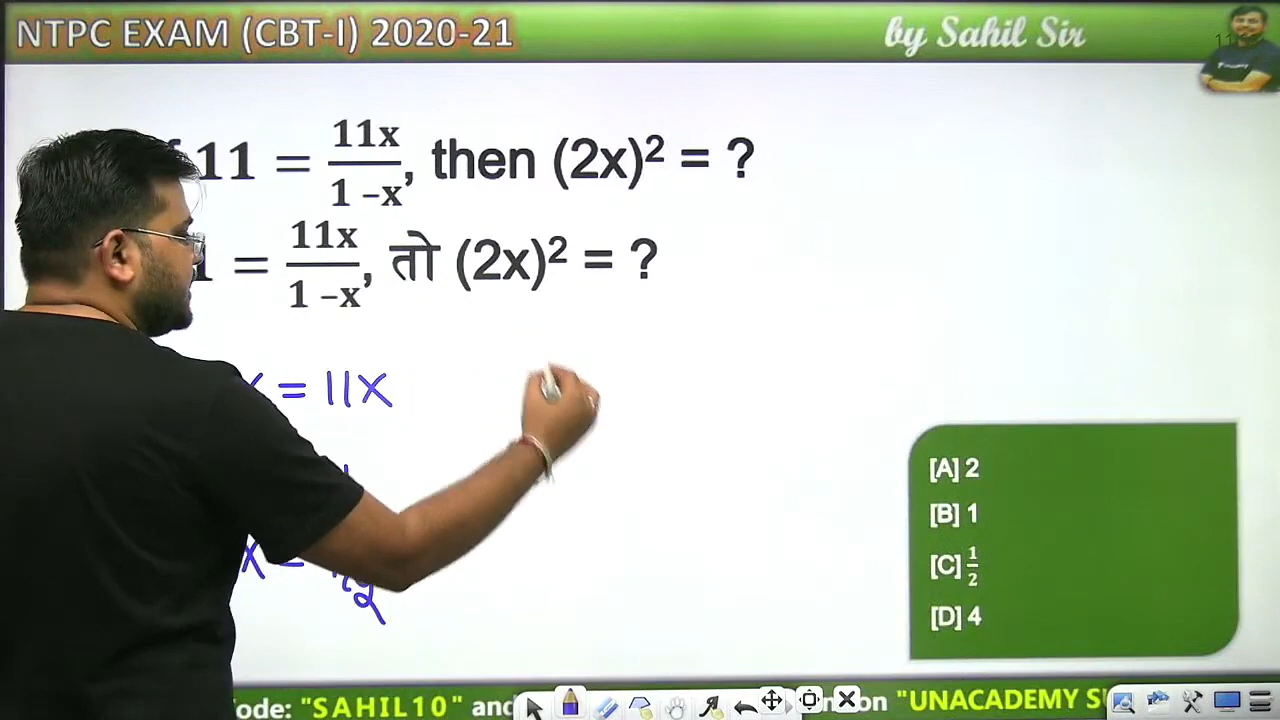 NTPC EXAM (CBT-I) 2020-21
by Sahil Sir
11 = 11x/1 –x, then (2x)² = ?
= 11x/1 –x, तो (2x)² = ?
x = 11x
x =
[A] 2
[B] 1
[C] 1/2
[D] 4
ode: "SAHIL10" and
on "UNACADEMY SU